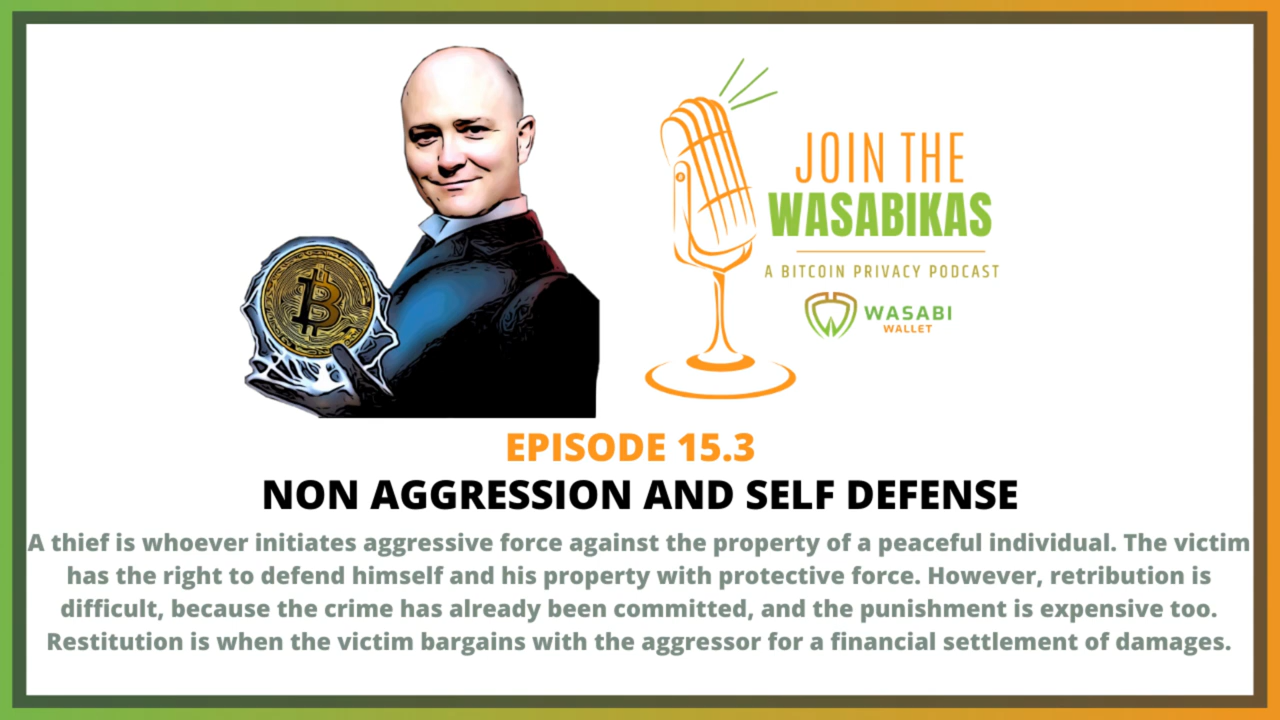 JOIN THE
WASABIKAS
A BITCOIN PRIVACY PODCAST
WASABI
WALLET
EPISODE 15.3
NON AGGRESSION AND SELF DEFENSE
A thief is whoever initiates aggressive force against the property of a peaceful individual. The victim
has the right to defend himself and his property with protective force. However, retribution is
difficult, because the crime has already been committed, and the punishment is expensive too.
Restitution is when the victim bargains with the aggressor for a financial settlement of damages.